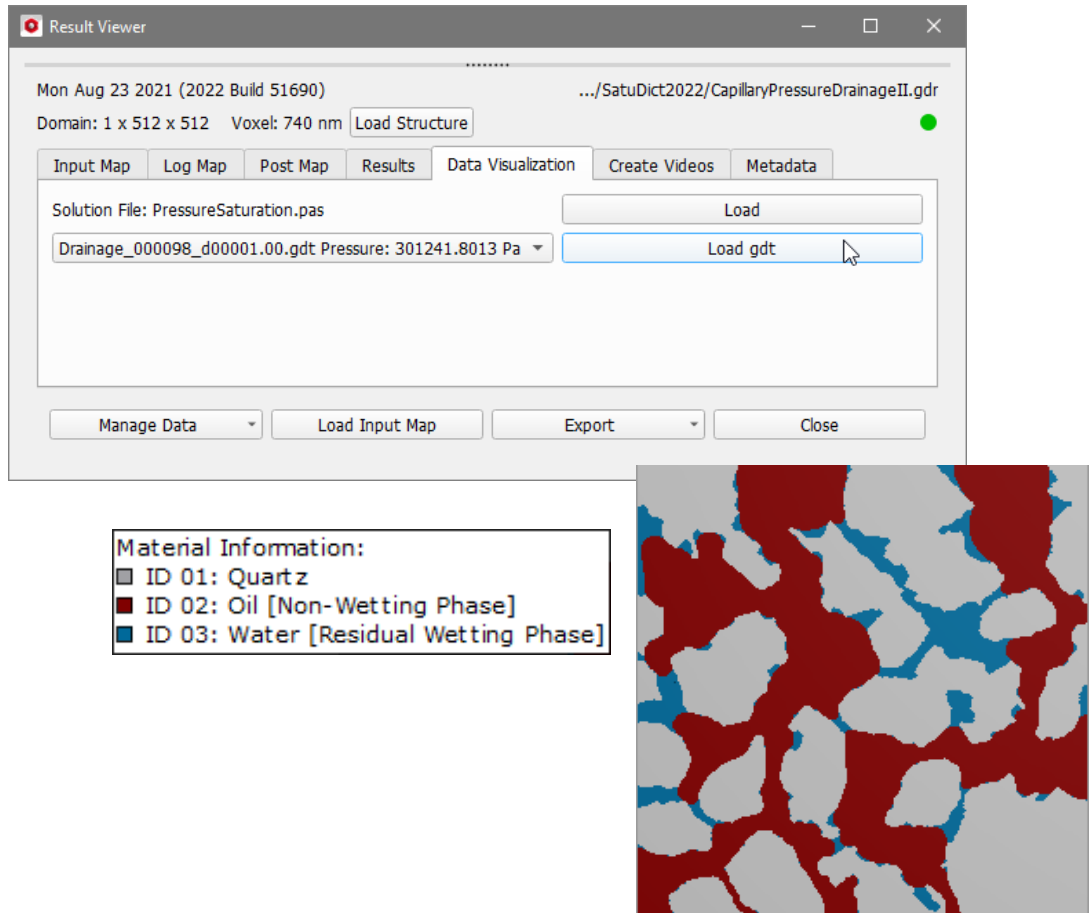 Result Viewer
Mon Aug 23 2021 (2022 Build 51690) .../SatuDict2022/CapillaryPressureDrainageII.gdr
Domain: 1 x 512 x 512 Voxel: 740 nm Load Structure
Input Map Log Map Post Map Results Data Visualization Create Videos Metadata
Solution File: PressureSaturation.pas Load
Drainage_000098_d00001.00.gdt Pressure: 301241.8013 Pa Load gdt
Manage Data Load Input Map Export Close
Material Information:
ID 01: Quartz
ID 02: Oil [Non-Wetting Phase]
ID 03: Water [Residual Wetting Phase]